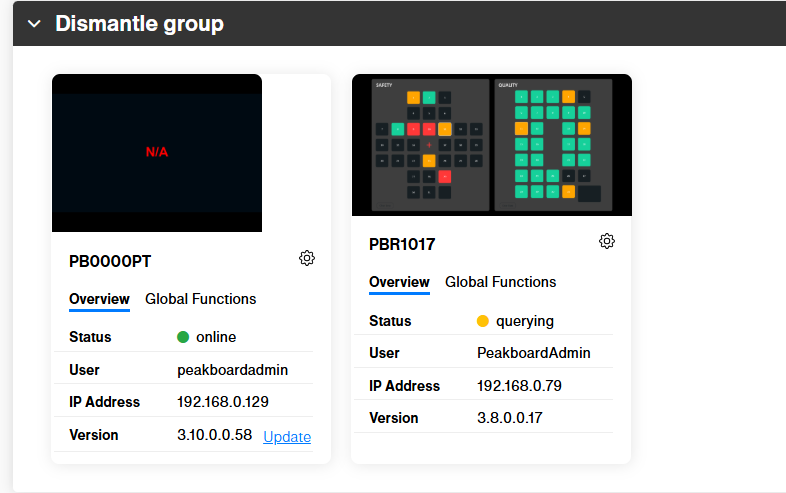 Dismantle group
N/A
PB0000PT
Overview Global Functions
Status online
User peakboardadmin
IP Address 192.168.0.129
Version 3.10.0.0.58 Update
SAFETY
QUALITY
PBR1017
Overview Global Functions
Status querying
User PeakboardAdmin
IP Address 192.168.0.79
Version 3.8.0.0.17